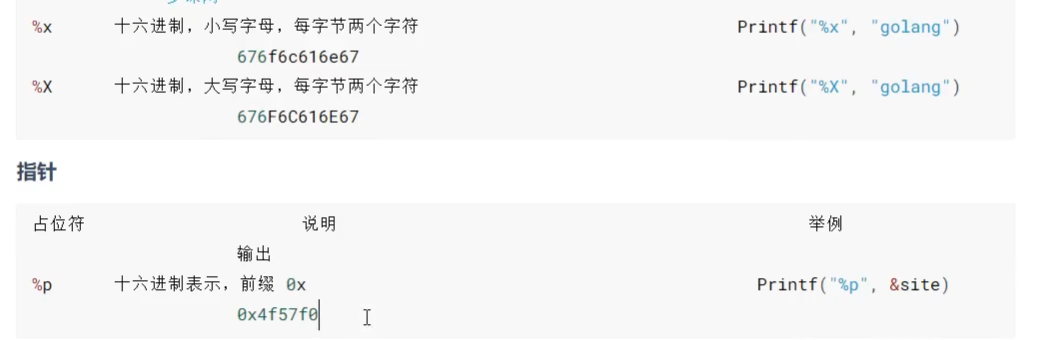 %x 十六进制，小写字母，每字节两个字符 Printf("%x", "golang")
676f6c616e67
%X 十六进制，大写字母，每字节两个字符 Printf("%X", "golang")
676F6C616E67
指针
占位符 说明 举例
输出
%p 十六进制表示，前缀 0x Printf("%p", &site)
0x4f57f0